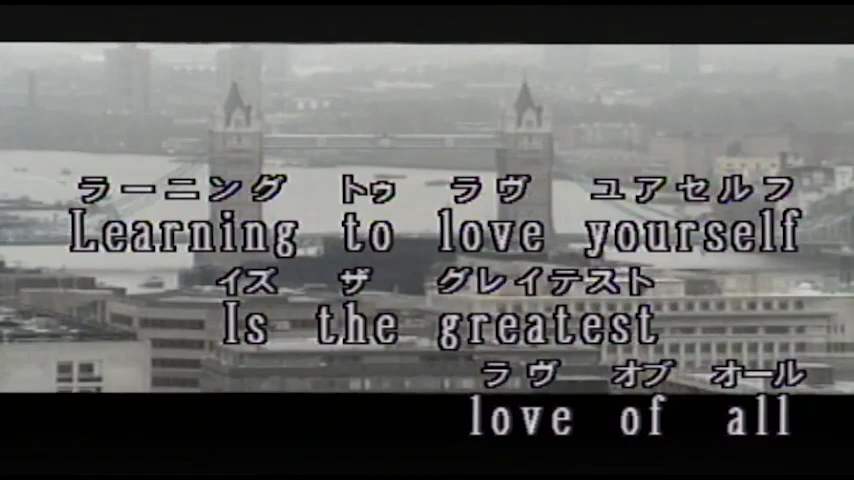 ラーニング トゥ ラヴ ユアセルフ
Learning to love yourself
イズ ザ グレイテスト
Is the greatest
ラヴ オブ オール
love of all